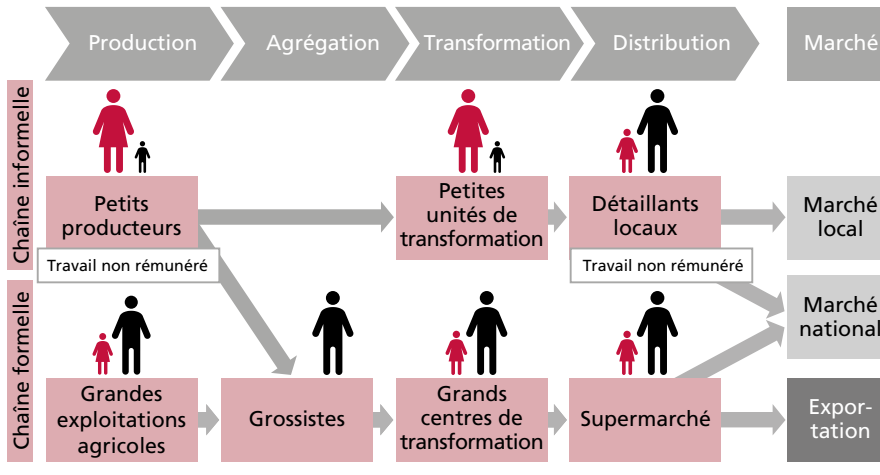 Production
Agrégation
Transformation
Distribution
Marché
Chaîne informelle
Petits
producteurs
Travail non rémunéré
Petites
unités de
transformation
Détaillants
locaux
Travail non rémunéré
Marché
local
Marché
national
Chaîne formelle
Grandes
exploitations
agricoles
Grossistes
Grands
centres de
transformation
Supermarché
Expor-
tation